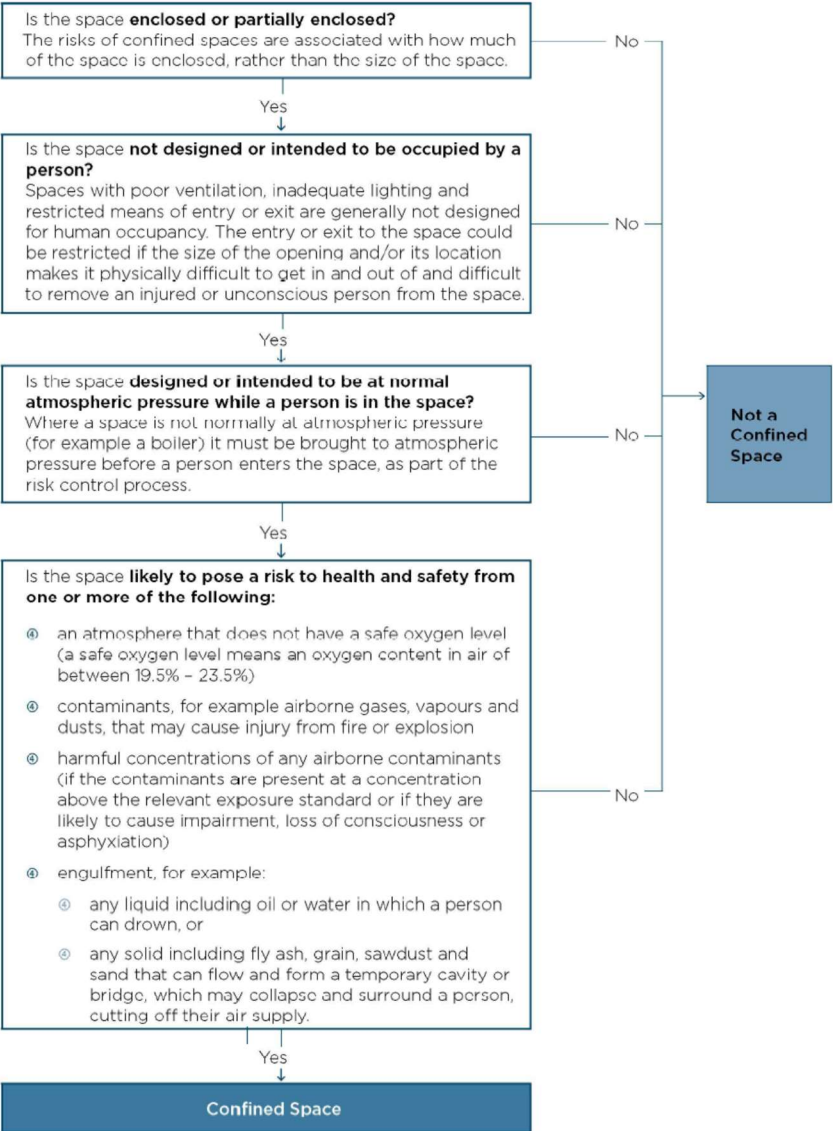 Is the space enclosed or partially enclosed?
The risks of confined spaces are associated with how much
of the space is enclosed, rather than the size of the space.
No
Yes
Is the space not designed or intended to be occupied by a
person?
Spaces with poor ventilation, inadequate lighting and
restricted means of entry or exit are generally not designed
for human occupancy. The entry or exit to the space could
be restricted if the size of the opening and/or its location
makes it physically difficult to get in and out of and difficult
to remove an injured or unconscious person from the space.
No
Yes
Is the space designed or intended to be at normal
atmospheric pressure while a person is in the space?
Where a space is not normally at atmospheric pressure
(for example a boiler) it must be brought to atmospheric
pressure before a person enters the space, as part of the
risk control process.
No
Not a
Confined
Space
Yes
Is the space likely to pose a risk to health and safety from
one or more of the following:
④ an atmosphere that does not have a safe oxygen level
(a safe oxygen level means an oxygen content in air of
between 19.5% – 23.5%)
④ contaminants, for example airborne gases, vapours and
dusts, that may cause injury from fire or explosion
④ harmful concentrations of any airborne contaminants
(if the contaminants are present at a concentration
above the relevant exposure standard or if they are
likely to cause impairment, loss of consciousness or
asphyxiation)
④ engulfment, for example:
④ any liquid including oil or water in which a person
can drown, or
④ any solid including fly ash, grain, sawdust and
sand that can flow and form a temporary cavity or
bridge, which may collapse and surround a person,
cutting off their air supply.
No
Yes
Confined Space